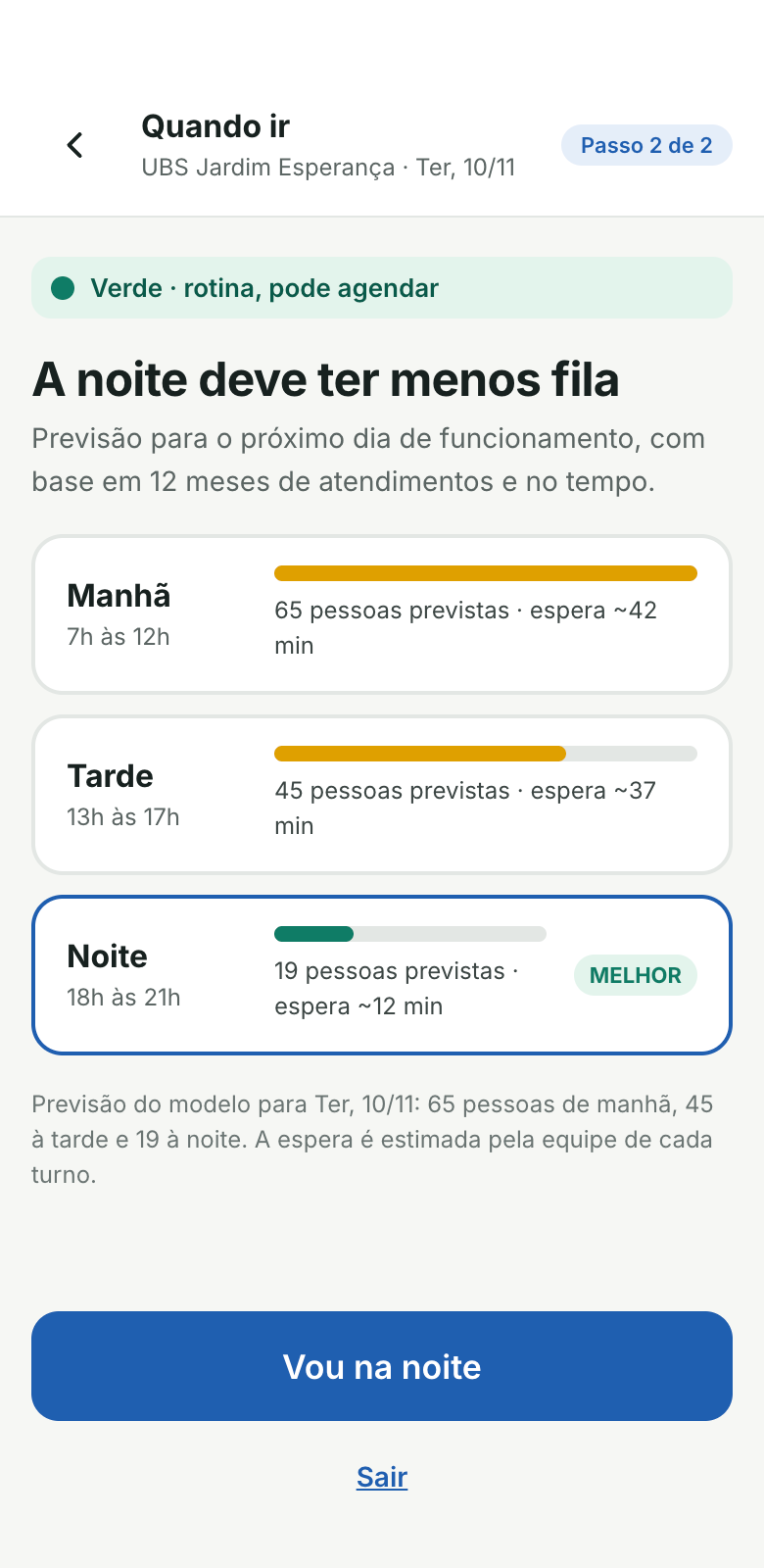 Quando ir
UBS Jardim Esperança · Ter, 10/11
Passo 2 de 2
Verde · rotina, pode agendar
A noite deve ter menos fila
Previsão para o próximo dia de funcionamento, com
base em 12 meses de atendimentos e no tempo.
Manhã
7h às 12h
65 pessoas previstas · espera ~42
min
Tarde
13h às 17h
45 pessoas previstas · espera ~37
min
Noite
18h às 21h
19 pessoas previstas ·
espera ~12 min
MELHOR
Previsão do modelo para Ter, 10/11: 65 pessoas de manhã, 45
à tarde e 19 à noite. A espera é estimada pela equipe de cada
turno.
Vou na noite
Sair